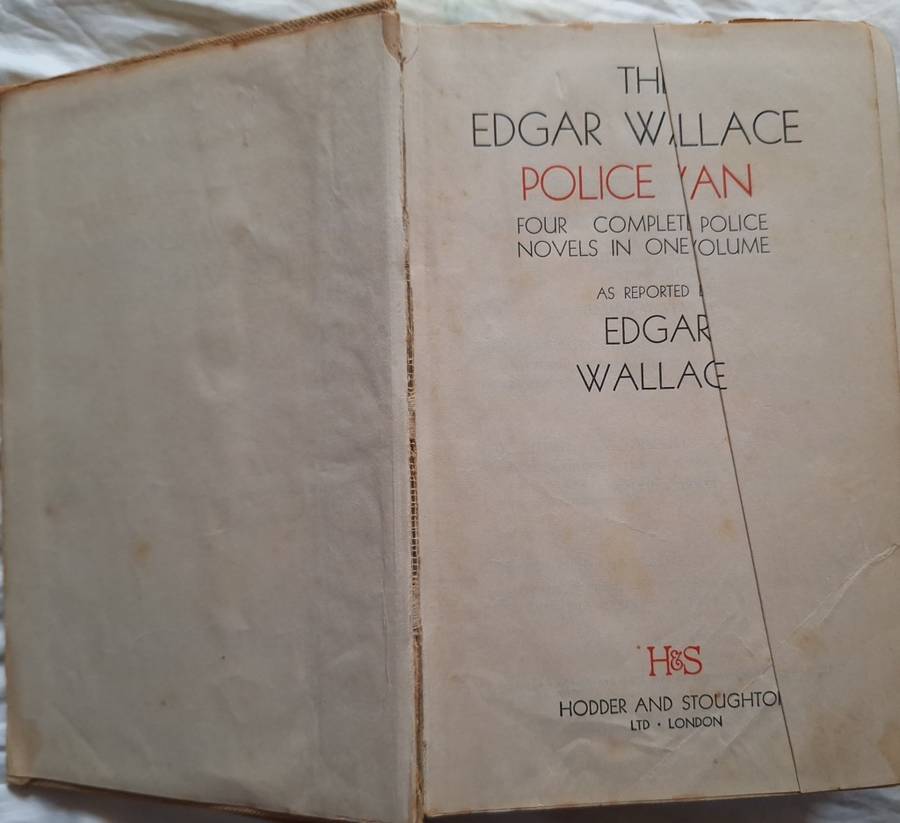 TH
EDGAR WALLACE
POLICE VAN
FOUR COMPLETE POLICE
NOVELS IN ONE VOLUME
AS REPORTED
EDGAR
WALLACE
H&S
HODDER AND STOUGHTON
LTD · LONDON